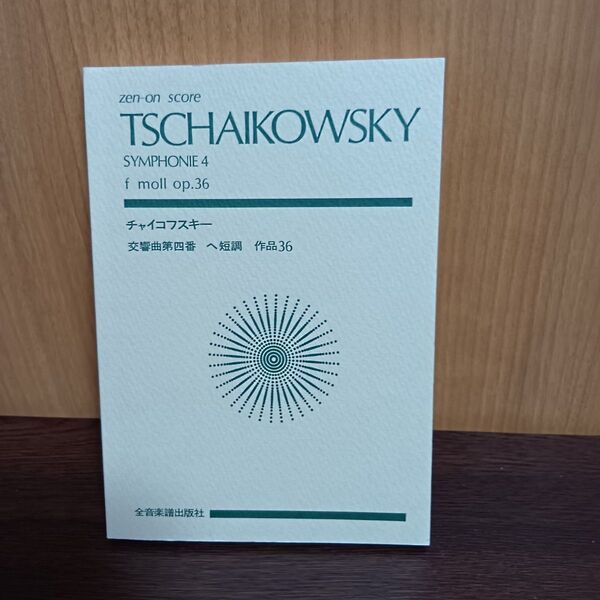 zen-on score
TSCHAIKOWSKY
SYMPHONIE 4
f moll op.36
チャイコフスキー
交響曲第四番 ヘ短調 作品36
全音楽譜出版社